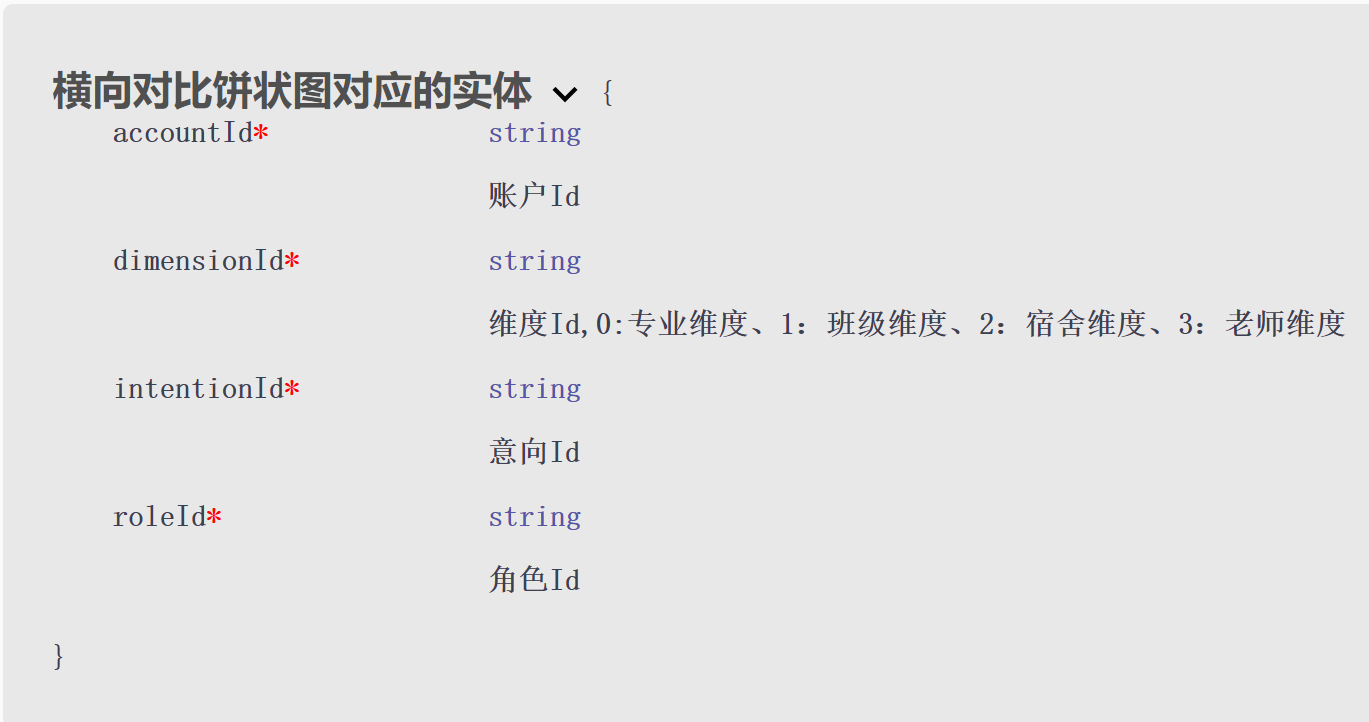 横向对比饼状图对应的实体 {
accountId* string
账户Id
dimensionId* string
维度Id,0:专业维度、1：班级维度、2：宿舍维度、3：老师维度
intentionId* string
意向Id
roleId* string
角色Id
}